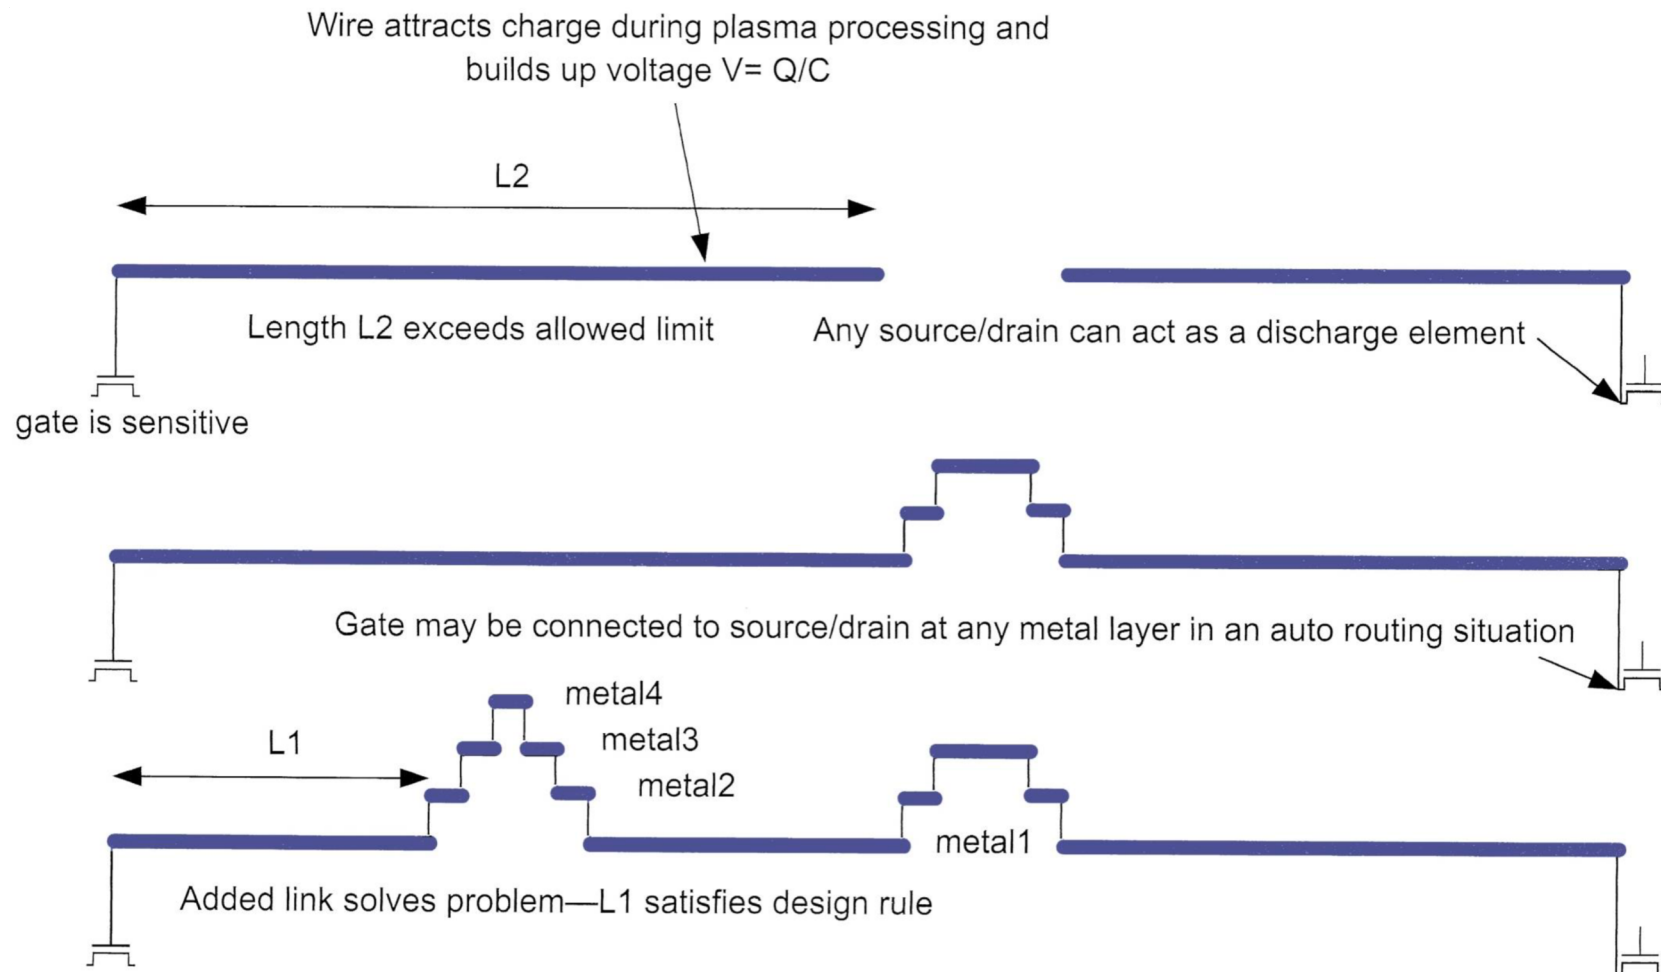 Wire attracts charge during plasma processing and
builds up voltage V= Q/C
L2
Length L2 exceeds allowed limit
Any source/drain can act as a discharge element
gate is sensitive
Gate may be connected to source/drain at any metal layer in an auto routing situation
metal4
L1
metal3
metal2
metal1
Added link solves problem—L1 satisfies design rule